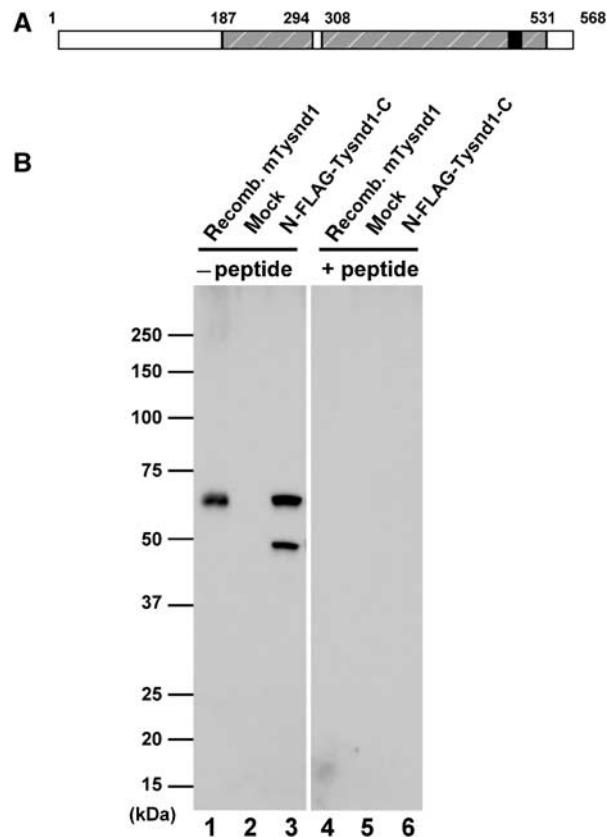 A
1 187 294 308 531 568
B
Recomb. mTysnd1
Mock
N-FLAG-Tysnd1-C
Recomb. mTysnd1
Mock
N-FLAG-Tysnd1-C
– peptide
+ peptide
250
150
100
75
50
37
25
20
15
(kDa)
1 2 3 4 5 6